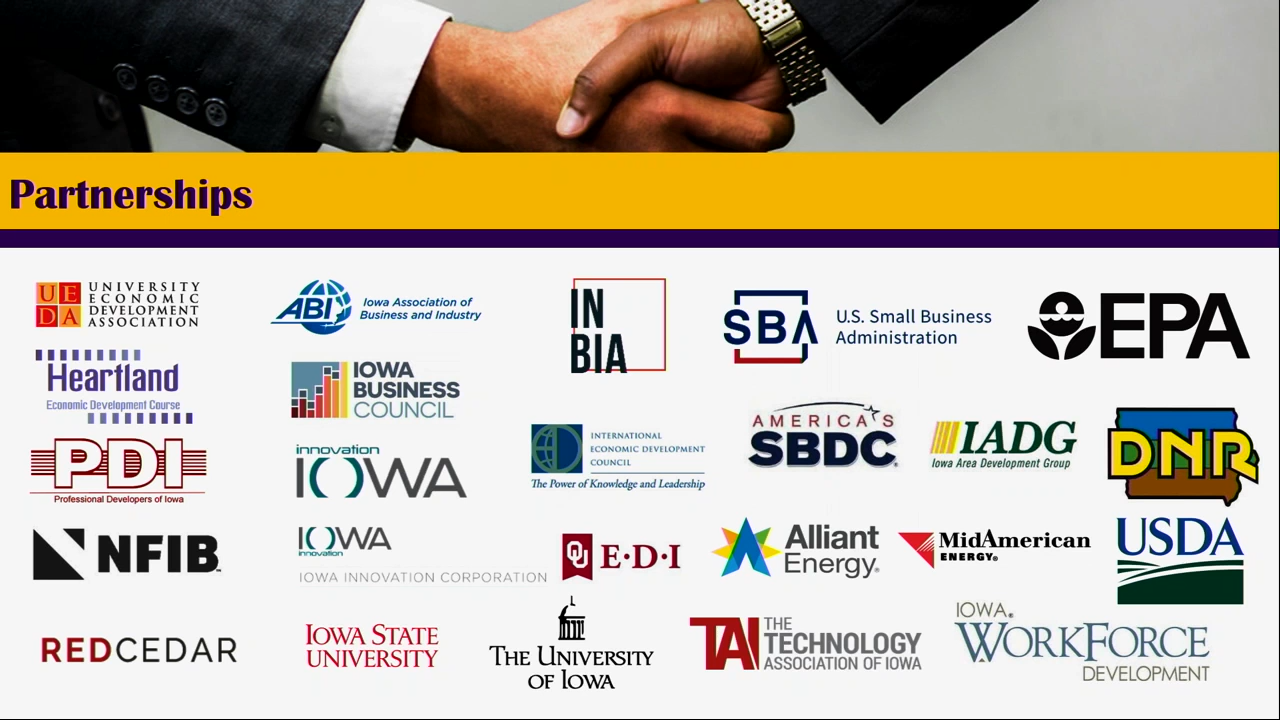 Partnerships
UE
DA
UNIVERSITY
ECONOMIC
DEVELOPMENT
ASSOCIATION
ABI
Iowa Association of
Business and Industry
IN
BIA
SBA
U.S. Small Business
Administration
EPA
Heartland
Economic Development Course
IOWA
BUSINESS
COUNCIL
PDI
Professional Developers of Iowa
innovation
IOWA
INTERNATIONAL
ECONOMIC DEVELOPMENT
COUNCIL
The Power of Knowledge and Leadership
AMERICA'S
SBDC
IADG
Iowa Area Development Group
DNR
NFIB
IOWA
innovation
IOWA INNOVATION CORPORATION
OU
E·D·I
Alliant
Energy®
MidAmerican
ENERGY®
USDA
REDCEDAR
IOWA STATE
UNIVERSITY
THE UNIVERSITY
OF IOWA
TAI
THE
TECHNOLOGY
ASSOCIATION OF IOWA
IOWA®
WORKFORCE
DEVELOPMENT